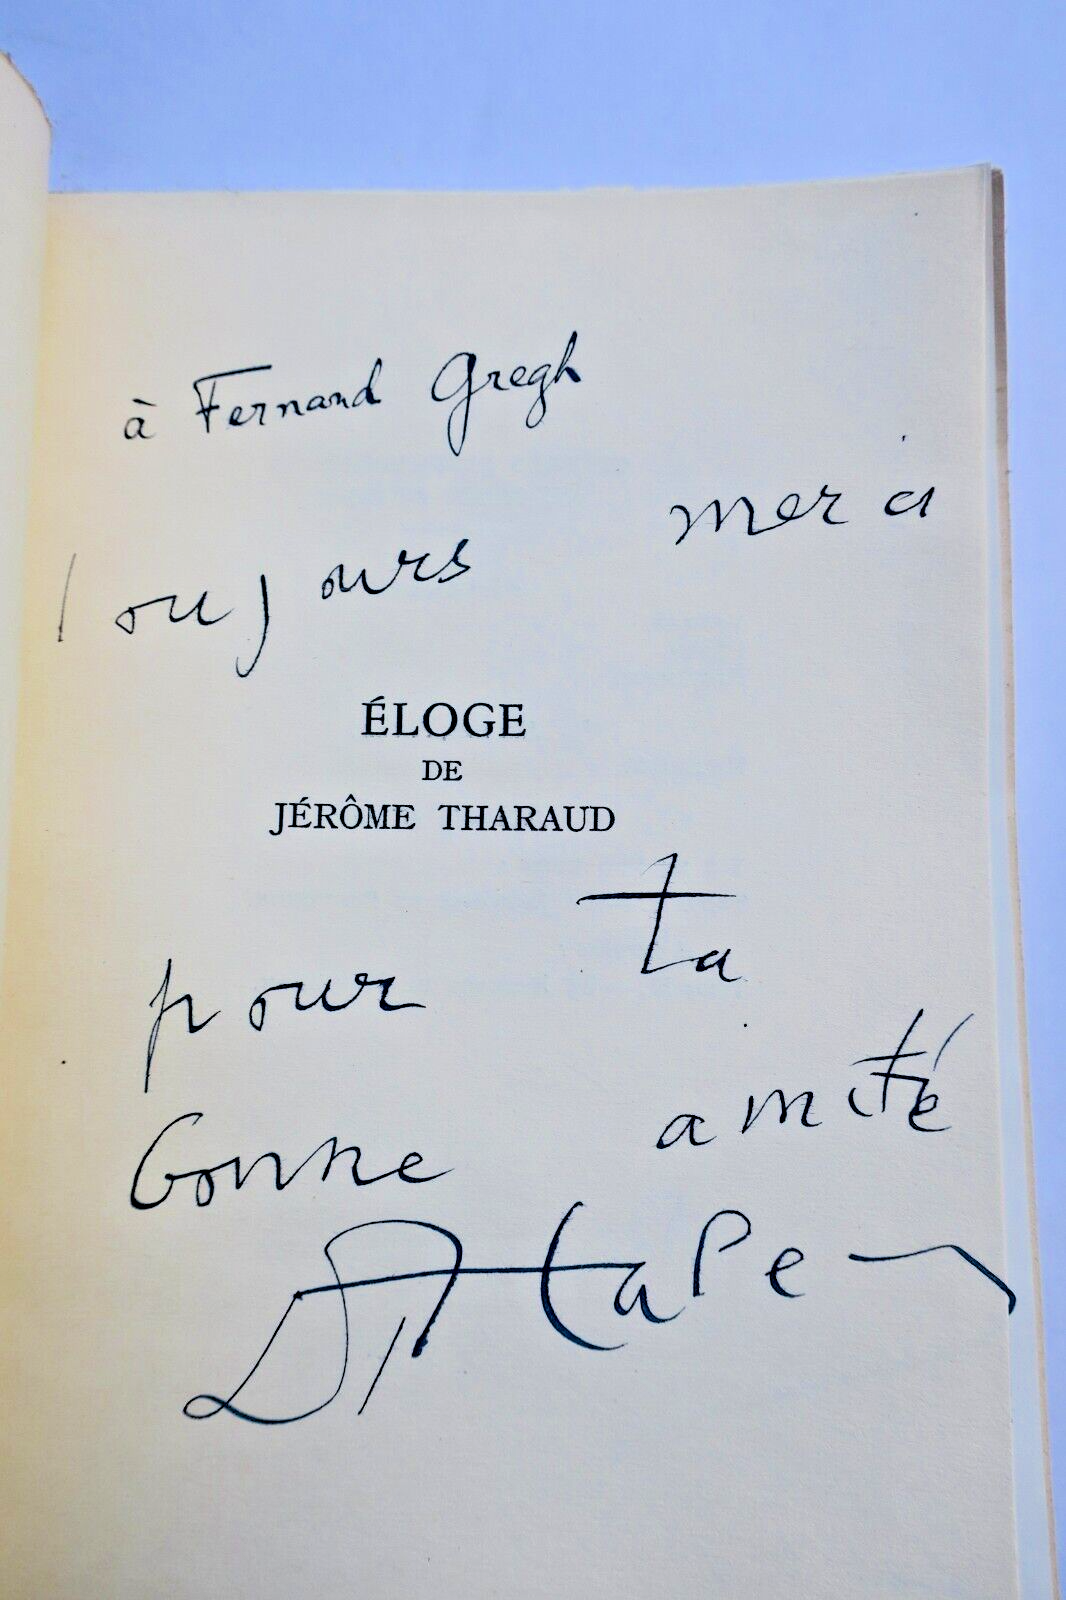 à Fernand Gregh
toujours merci
ÉLOGE
DE
JÉRÔME THARAUD
pour ta
bonne amitié